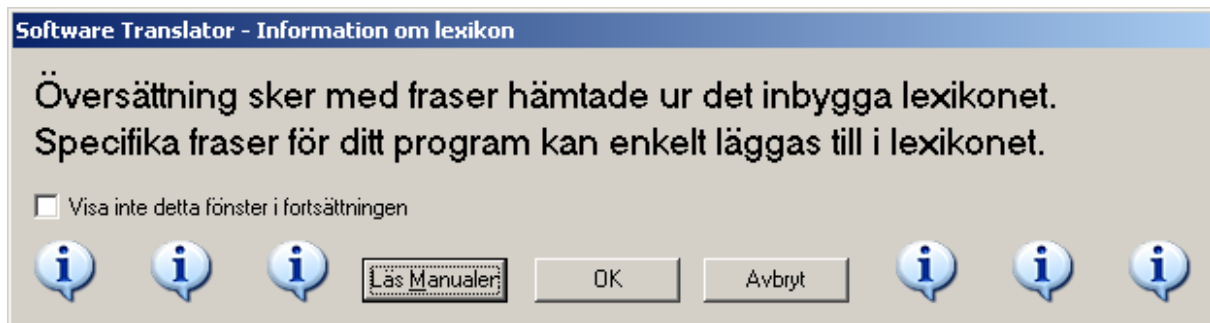 Software Translator - Information om lexikon
Översättning sker med fraser hämtade ur det inbygga lexikonet.
Specifika fraser för ditt program kan enkelt läggas till i lexikonet.
Visa inte detta fönster i fortsättningen
Läs Manualer OK Avbryt